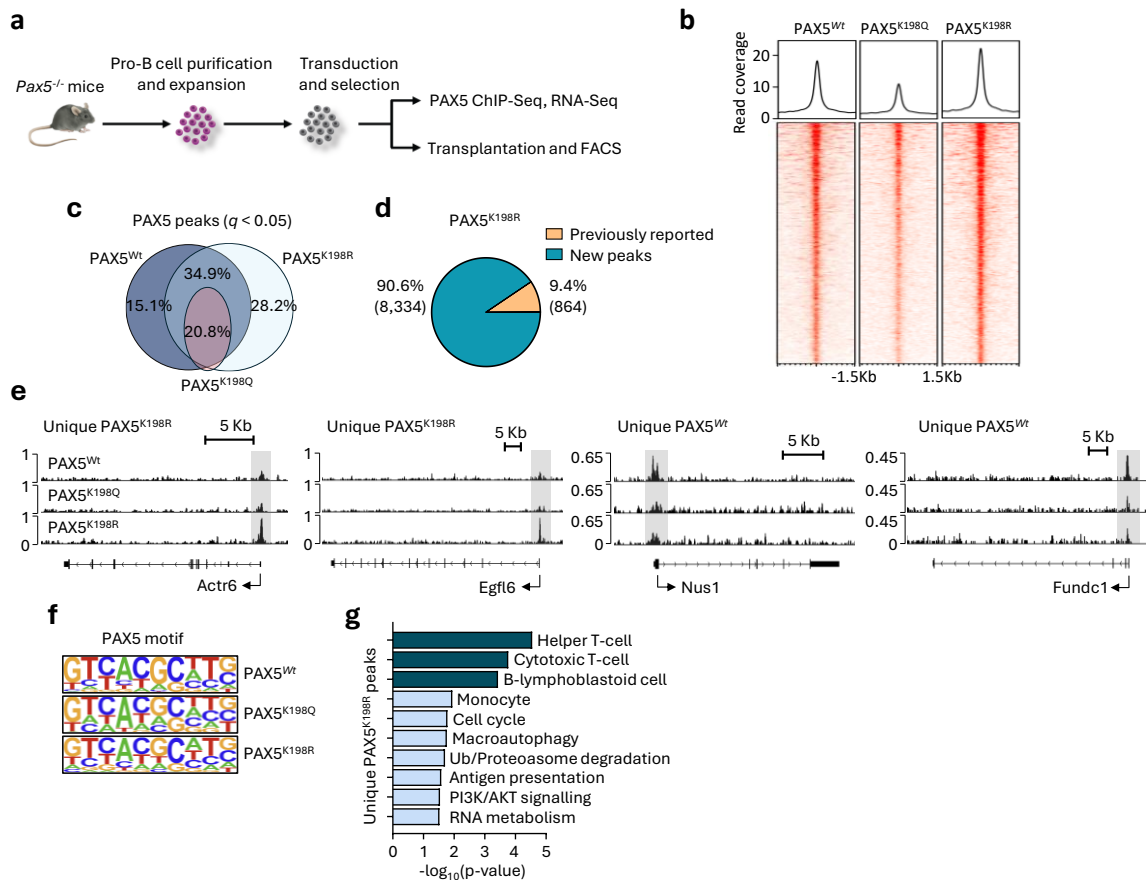 a
Pax5-/- mice
Pro-B cell purification
and expansion
Transduction
and selection
PAX5 ChIP-Seq, RNA-Seq
Transplantation and FACS
b
PAX5Wt
PAX5K198Q
PAX5K198R
Read coverage
20
10
0
-1.5Kb
1.5Kb
c
PAX5 peaks (q < 0.05)
PAX5Wt
PAX5K198R
34.9%
15.1%
28.2%
20.8%
PAX5K198Q
d
PAX5K198R
Previously reported
New peaks
90.6%
(8,334)
9.4%
(864)
e
Unique PAX5K198R
5 Kb
1
PAX5Wt
1
PAX5K198Q
1
PAX5K198R
0
Actr6
Unique PAX5K198R
5 Kb
1
1
1
0
Egfl6
Unique PAX5Wt
5 Kb
0.65
0.65
0.65
0
Nus1
Unique PAX5Wt
5 Kb
0.45
0.45
0.45
0
Fundc1
f
PAX5 motif
GTCACGCTTG
PAX5Wt
PAX5K198Q
PAX5K198R
g
Unique PAX5K198R peaks
Helper T-cell
Cytotoxic T-cell
B-lymphoblastoid cell
Monocyte
Cell cycle
Macroautophagy
Ub/Proteasome degradation
Antigen presentation
PI3K/AKT signalling
RNA metabolism
0 1 2 3 4 5
-log10(p-value)